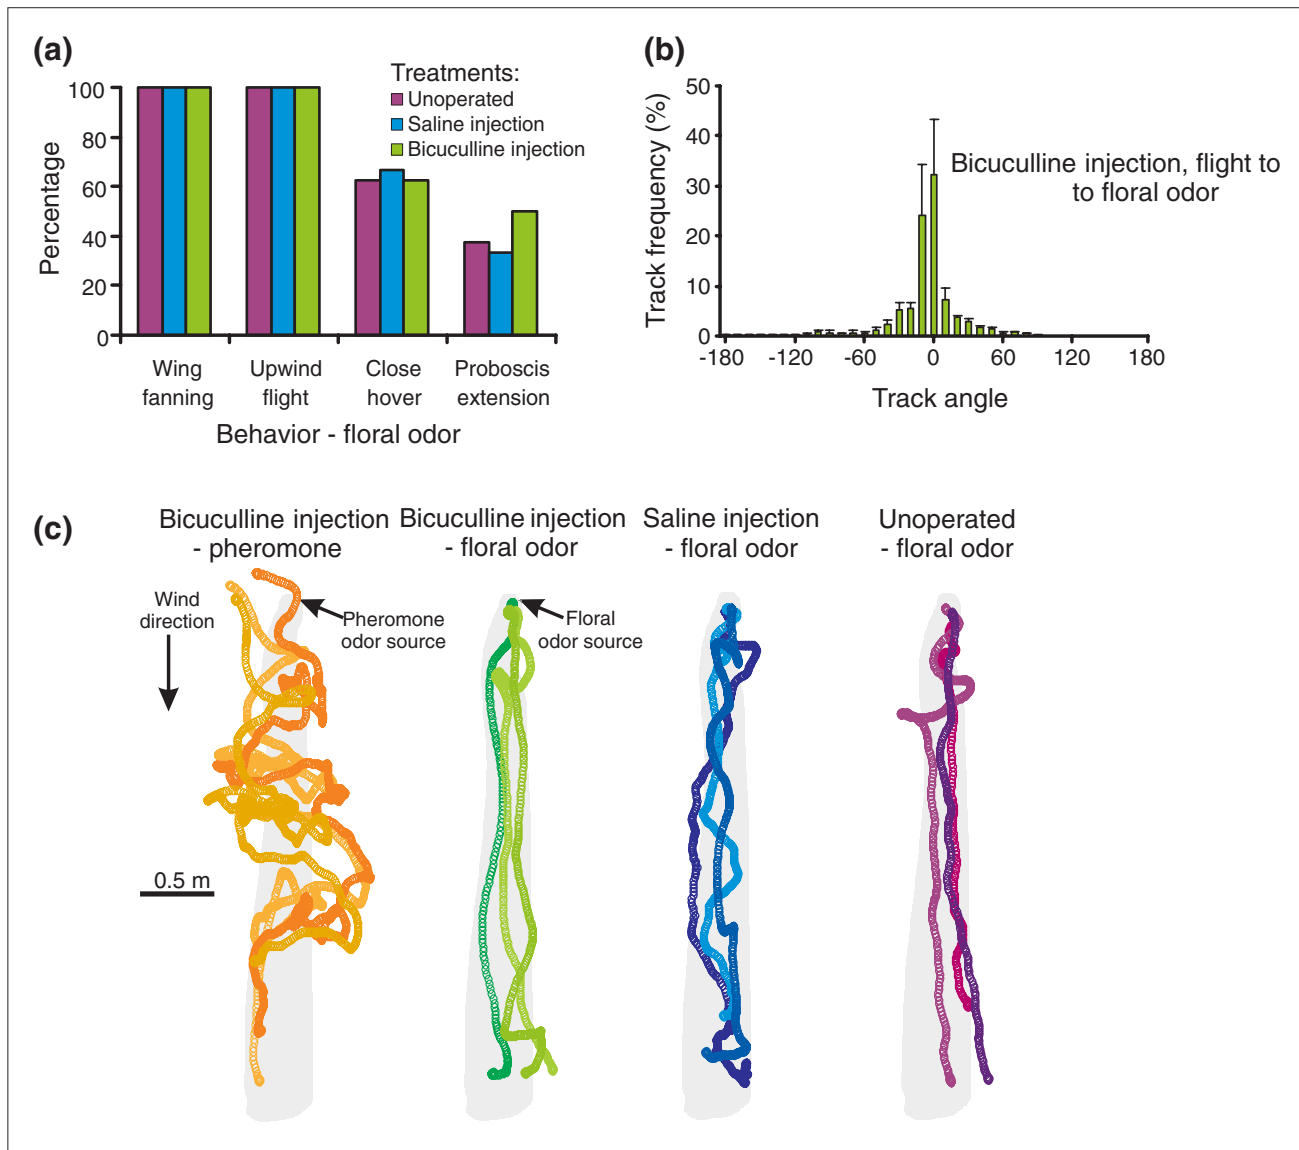 (a)
Treatments:
Unoperated
Saline injection
Bicuculline injection
Percentage
100
80
60
40
20
0
Wing
fanning
Upwind
flight
Close
hover
Proboscis
extension
Behavior - floral odor
(b)
Track frequency (%)
50
40
30
20
10
0
-180
-120
-60
0
60
120
180
Track angle
Bicuculline injection, flight to
to floral odor
(c)
Bicuculline injection
- pheromone
Bicuculline injection
- floral odor
Saline injection
- floral odor
Unoperated
- floral odor
Wind
direction
Pheromone
odor source
Floral
odor source
0.5 m